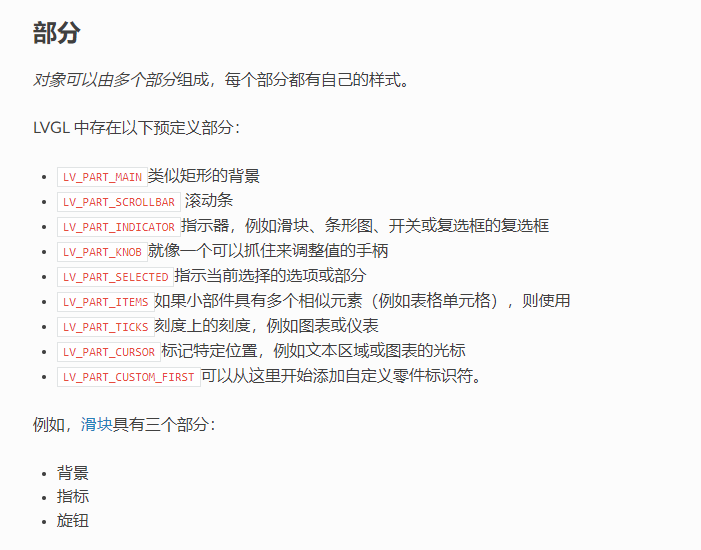 部分
对象可以由多个部分组成，每个部分都有自己的样式。
LVGL 中存在以下预定义部分：
• LV_PART_MAIN 类似矩形的背景
• LV_PART_SCROLLBAR 滚动条
• LV_PART_INDICATOR 指示器，例如滑块、条形图、开关或复选框的复选框
• LV_PART_KNOB 就像一个可以抓住来调整值的手柄
• LV_PART_SELECTED 指示当前选择的选项或部分
• LV_PART_ITEMS 如果小部件具有多个相似元素（例如表格单元格），则使用
• LV_PART_TICKS 刻度上的刻度，例如图表或仪表
• LV_PART_CURSOR 标记特定位置，例如文本区域或图表的光标
• LV_PART_CUSTOM_FIRST 可以从这里开始添加自定义零件标识符。
例如，滑块具有三个部分：
• 背景
• 指标
• 旋钮